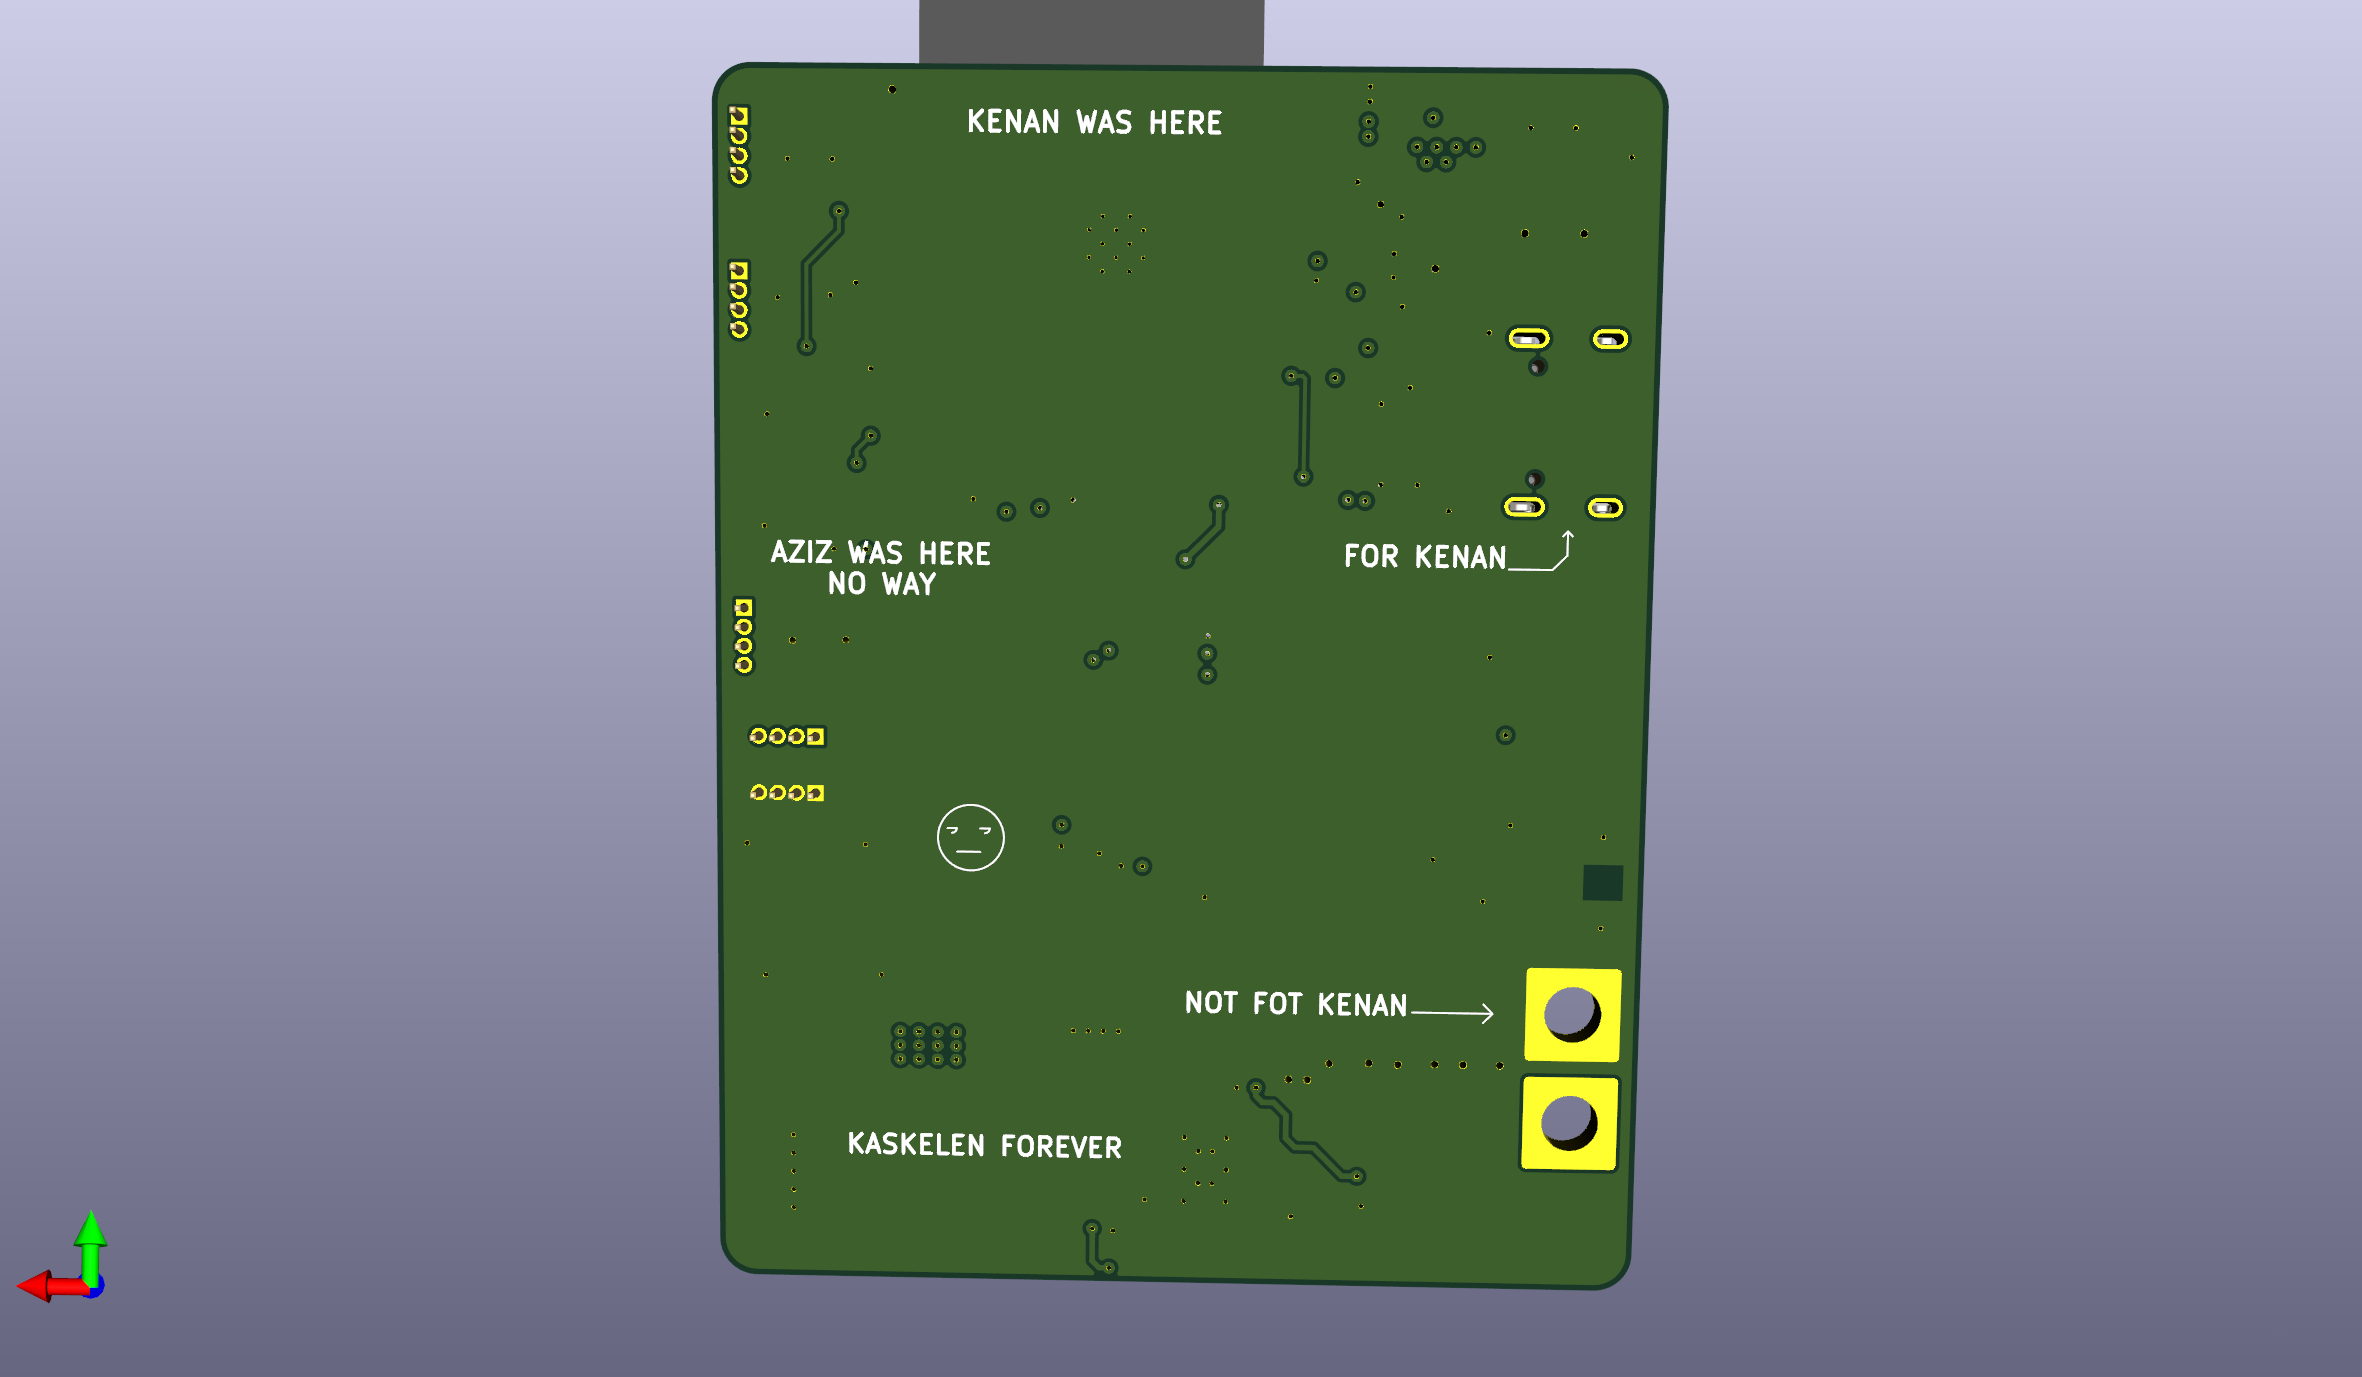 KENAN WAS HERE
AZIZ WAS HERE
NO WAY
FOR KENAN
NOT FOT KENAN
KASKELEN FOREVER